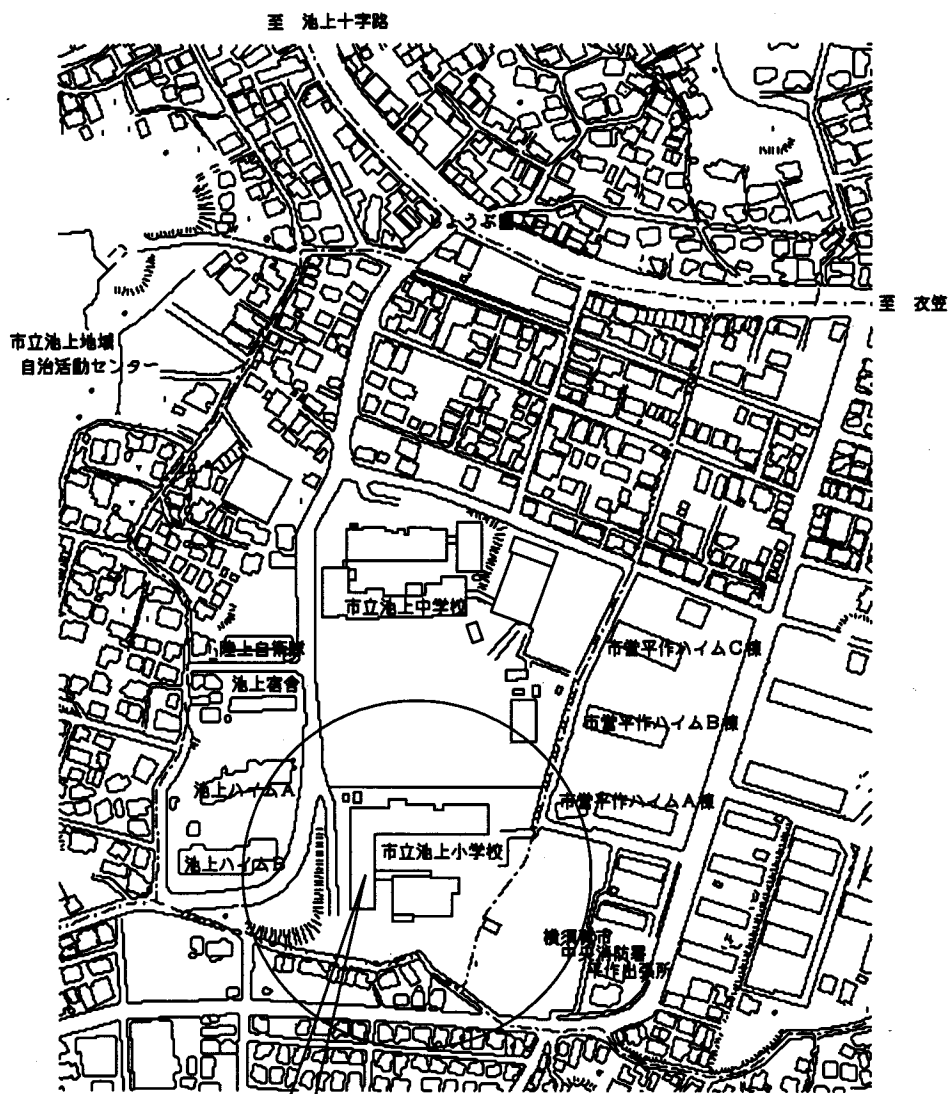 至 池上十字路
至 衣笠
市立池上地域
自治活動センター
市立池上中学校
陸上自衛隊
池上宿舎
市営平作ハイムC棟
市営平作ハイムB棟
市営平作ハイムA棟
池上ハイムA
池上ハイムB
市立池上小学校
横須賀市
中央消防署
平作出張所